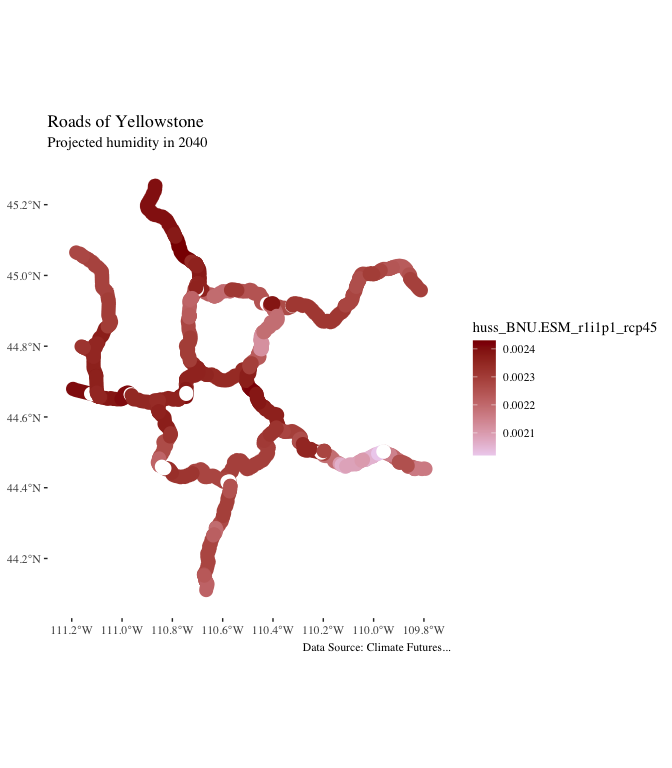 Roads of Yellowstone
Projected humidity in 2040
45.2°N
45.0°N
44.8°N
44.6°N
44.4°N
44.2°N
111.2°W 111.0°W 110.8°W 110.6°W 110.4°W 110.2°W 110.0°W 109.8°W
Data Source: Climate Futures...
huss_BNU.ESM_r1i1p1_rcp45
0.0024
0.0023
0.0022
0.0021